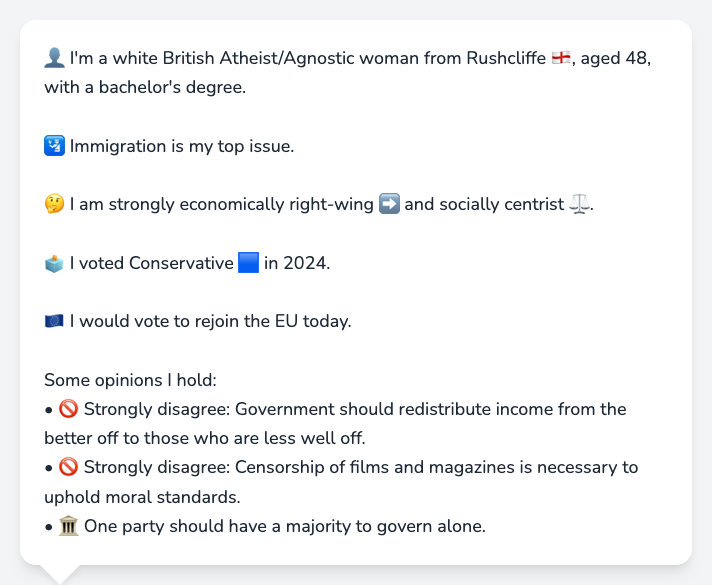 👤 I'm a white British Atheist/Agnostic woman from Rushcliffe 🏴󠁧󠁢󠁥󠁮󠁧󠁿, aged 48,
with a bachelor's degree.
🛂 Immigration is my top issue.
🤔 I am strongly economically right-wing ➡️ and socially centrist ⚖️.
🗳️ I voted Conservative 🟦 in 2024.
🇪🇺 I would vote to rejoin the EU today.
Some opinions I hold:
• 🚫 Strongly disagree: Government should redistribute income from the
better off to those who are less well off.
• 🚫 Strongly disagree: Censorship of films and magazines is necessary to
uphold moral standards.
• 🏛️ One party should have a majority to govern alone.